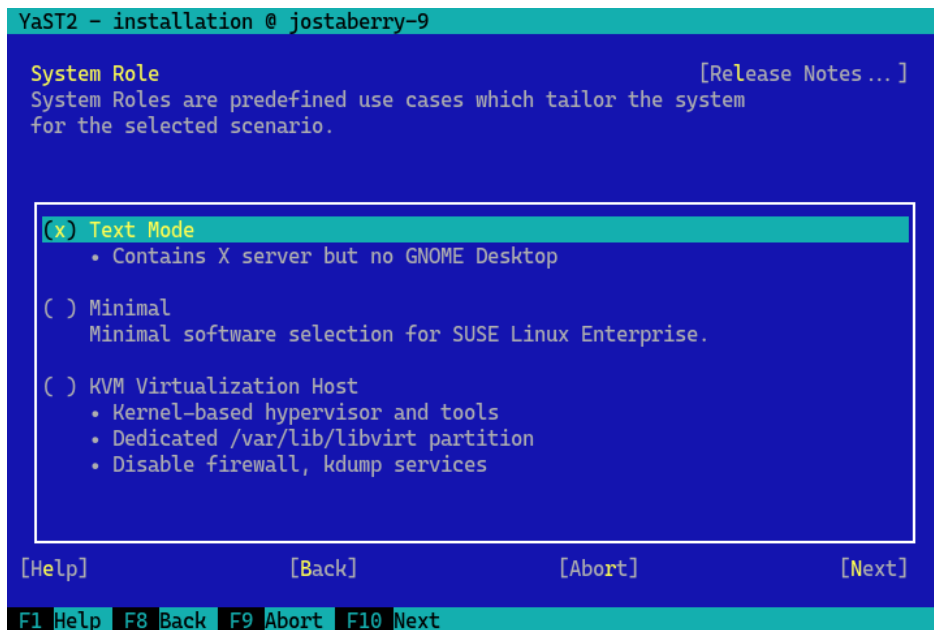 YaST2 - installation @ jostaberry-9
System Role [Release Notes...]
System Roles are predefined use cases which tailor the system
for the selected scenario.
(x) Text Mode
• Contains X server but no GNOME Desktop
( ) Minimal
Minimal software selection for SUSE Linux Enterprise.
( ) KVM Virtualization Host
• Kernel-based hypervisor and tools
• Dedicated /var/lib/libvirt partition
• Disable firewall, kdump services
[Help] [Back] [Abort] [Next]
F1 Help F8 Back F9 Abort F10 Next